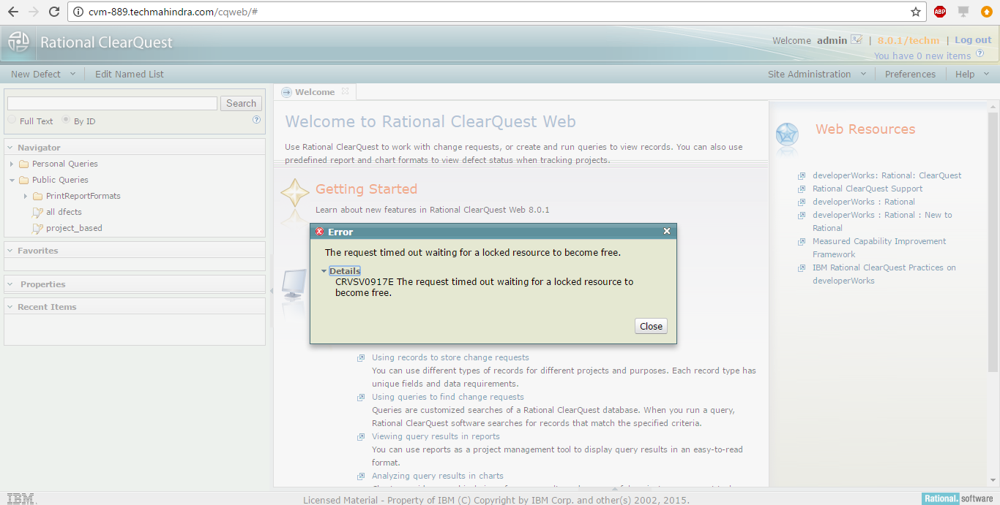 cvm-889.techmahindra.com/cqweb/#
ABP
Rational ClearQuest
Welcome admin | 8.0.1/techm | Log out
You have 0 new items
New Defect Edit Named List Site Administration Preferences Help
Search
Full Text By ID
Navigator
Personal Queries
Public Queries
PrintReportFormats
all dfects
project_based
Favorites
Properties
Recent Items
Welcome
Welcome to Rational ClearQuest Web
Use Rational ClearQuest to work with change requests, or create and run queries to view records. You can also use
predefined report and chart formats to view defect status when tracking projects.
Getting Started
Learn about new features in Rational ClearQuest Web 8.0.1
Error
The request timed out waiting for a locked resource to become free.
Details
CRVSV0917E The request timed out waiting for a locked resource to
become free.
Close
Using records to store change requests
You can use different types of records for different projects and purposes. Each record type has
unique fields and data requirements.
Using queries to find change requests
Queries are customized searches of a Rational ClearQuest database. When you run a query,
Rational ClearQuest software searches for records that match the specified criteria.
Viewing query results in reports
You can use reports as a project management tool to display query results in an easy-to-read
format.
Analyzing query results in charts
Web Resources
developerWorks: Rational: ClearQuest
Rational ClearQuest Support
developerWorks : Rational
developerWorks : Rational : New to
Rational
Measured Capability Improvement
Framework
IBM Rational ClearQuest Practices on
developerWorks
IBM.
Licensed Material - Property of IBM (C) Copyright by IBM Corp. and other(s) 2002, 2015.
Rational. software